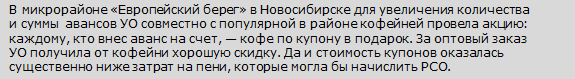 В микрорайоне «Европейский берег» в Новосибирске для увеличения количества
и суммы авансов УО совместно с популярной в районе кофейней провела акцию:
каждому, кто внес аванс на счет, — кофе по купону в подарок. За оптовый заказ
УО получила от кофейни хорошую скидку. Да и стоимость купонов оказалась
существенно ниже затрат на пени, которые могла бы начислить РСО.